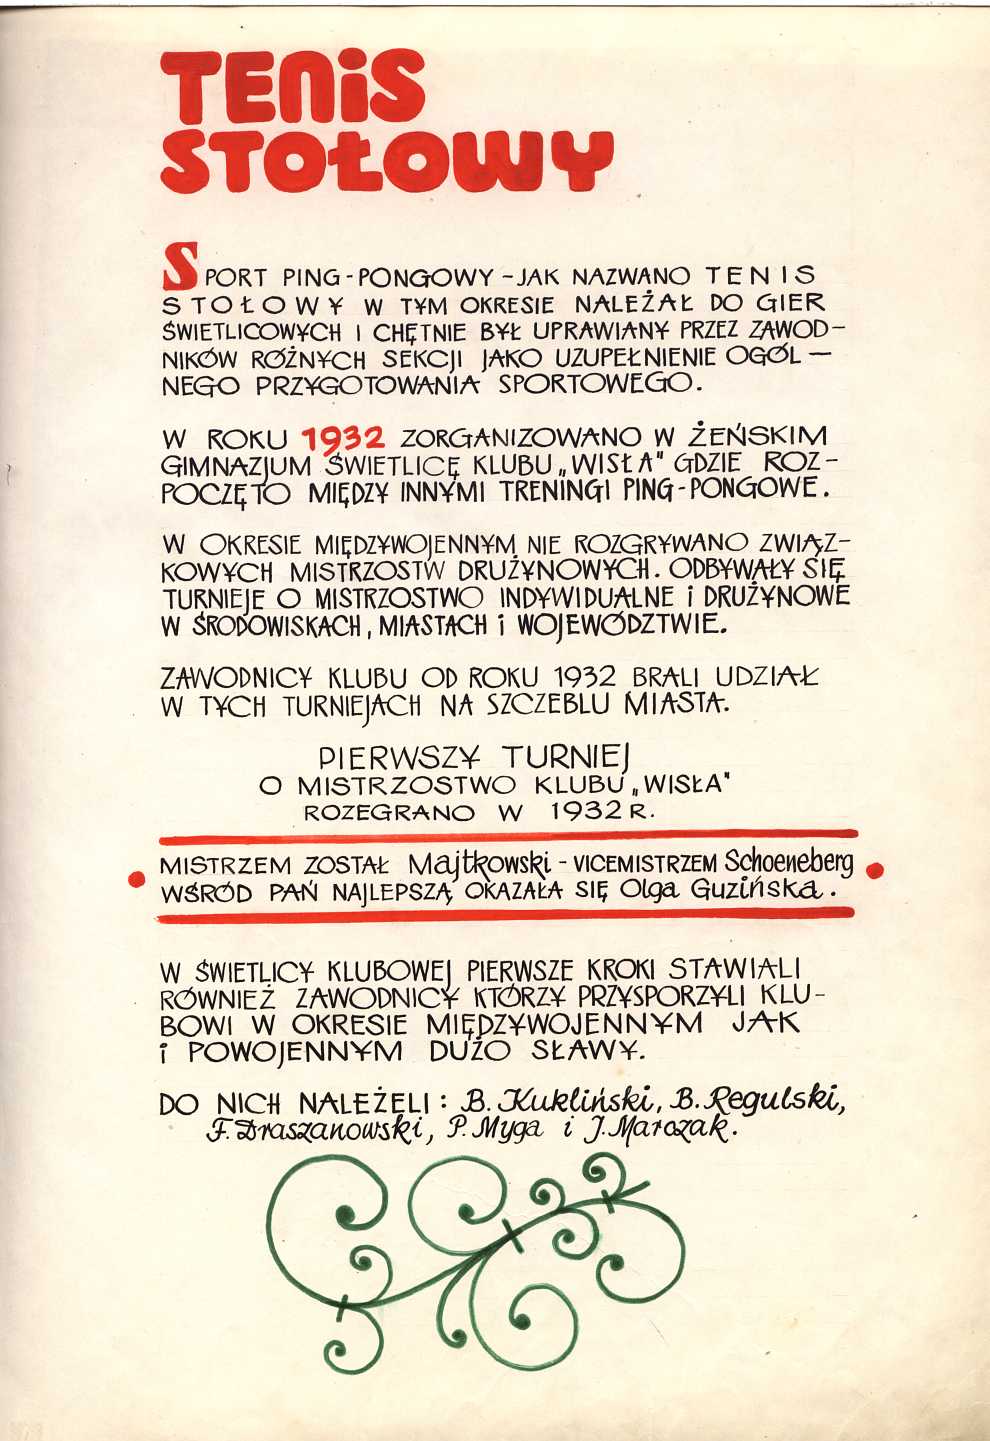 TENiS
STOŁOWY
SPORT PING-PONGOWY - JAK NAZWANO TENIS
STOŁOWY W TYM OKRESIE NALEŻAŁ DO GIER
ŚWIETLICOWYCH I CHĘTNIE BYŁ UPRAWIANY PRZEZ ZAWOD-
NIKÓW RÓŻNYCH SEKCJI JAKO UZUPEŁNIENIE OGÓL-
NEGO PRZYGOTOWANIA SPORTOWEGO.
W ROKU 1932 ZORGANIZOWANO W ŻEŃSKIM
GIMNAZJUM ŚWIETLICĘ KLUBU „WISŁA" GDZIE ROZ-
POCZĘTO MIĘDZY INNYMI TRENINGI PING-PONGOWE.
W OKRESIE MIĘDZYWOJENNYM NIE ROZGRYWANO ZWIĄZ-
KOWYCH MISTRZOSTW DRUŻYNOWYCH. ODBYWAŁY SIĘ
TURNIEJE O MISTRZOSTWO INDYWIDUALNE i DRUŻYNOWE
W ŚRODOWISKACH, MIASTACH i WOJEWÓDZTWIE.
ZAWODNICY KLUBU OD ROKU 1932 BRALI UDZIAŁ
W TYCH TURNIEJACH NA SZCZEBLU MIASTA.
PIERWSZY TURNIEJ
O MISTRZOSTWO KLUBU „WISŁA"
ROZEGRANO W 1932 R.
MISTRZEM ZOSTAŁ Majtkowski - VICEMISTRZEM Schoeneberg
WŚRÓD PAŃ NAJLEPSZĄ OKAZAŁA SIĘ Olga Guzińska.
W ŚWIETLICY KLUBOWEJ PIERWSZE KROKI STAWIALI
RÓWNIEŻ ZAWODNICY KTÓRZY PRZYSPORZYLI KLU-
BOWI W OKRESIE MIĘDZYWOJENNYM JAK
i POWOJENNYM DUŻO SŁAWY.
DO NICH NALEŻELI: B. Kukliński, B. Regulski,
F. Draszanowski, P. Myga i J. Marczak.